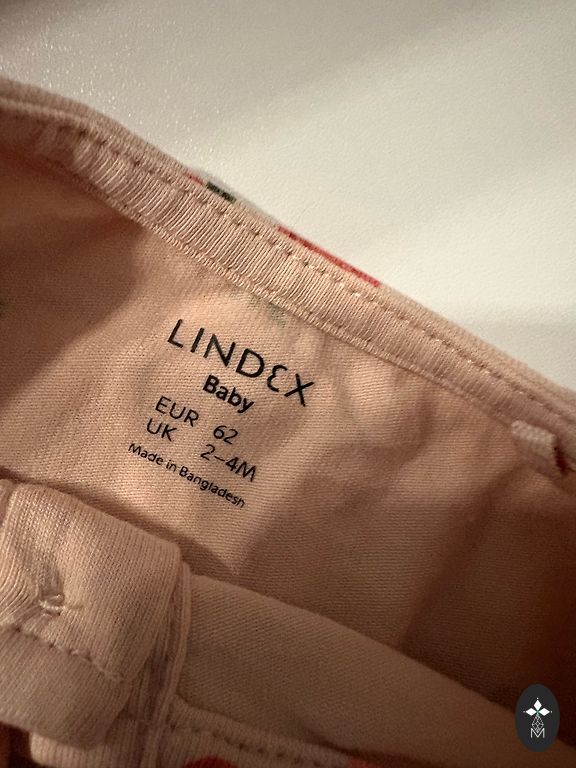 LINDEX
Baby
EUR 62
UK 2-4M
Made in Bangladesh